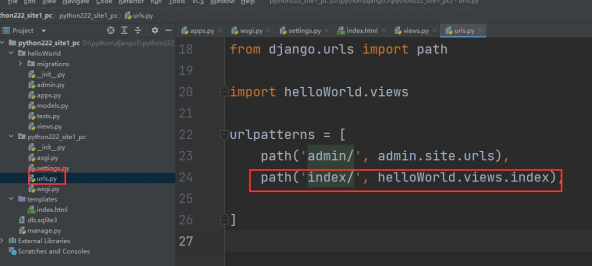 python222_site1_pc
python222_site1_pc
urls.py
Project
apps.py
wsgi.py
settings.py
index.html
views.py
urls.py
helloWorld
migrations
__init__.py
admin.py
apps.py
models.py
tests.py
views.py
python222_site1_pc
__init__.py
asgi.py
settings.py
urls.py
wsgi.py
templates
index.html
db.sqlite3
manage.py
External Libraries
Scratches and Consoles
18 from django.urls import path
19
20 import helloWorld.views
21
22 urlpatterns = [
23 path('admin/', admin.site.urls),
24 path('index/', helloWorld.views.index),
25
26 ]
27